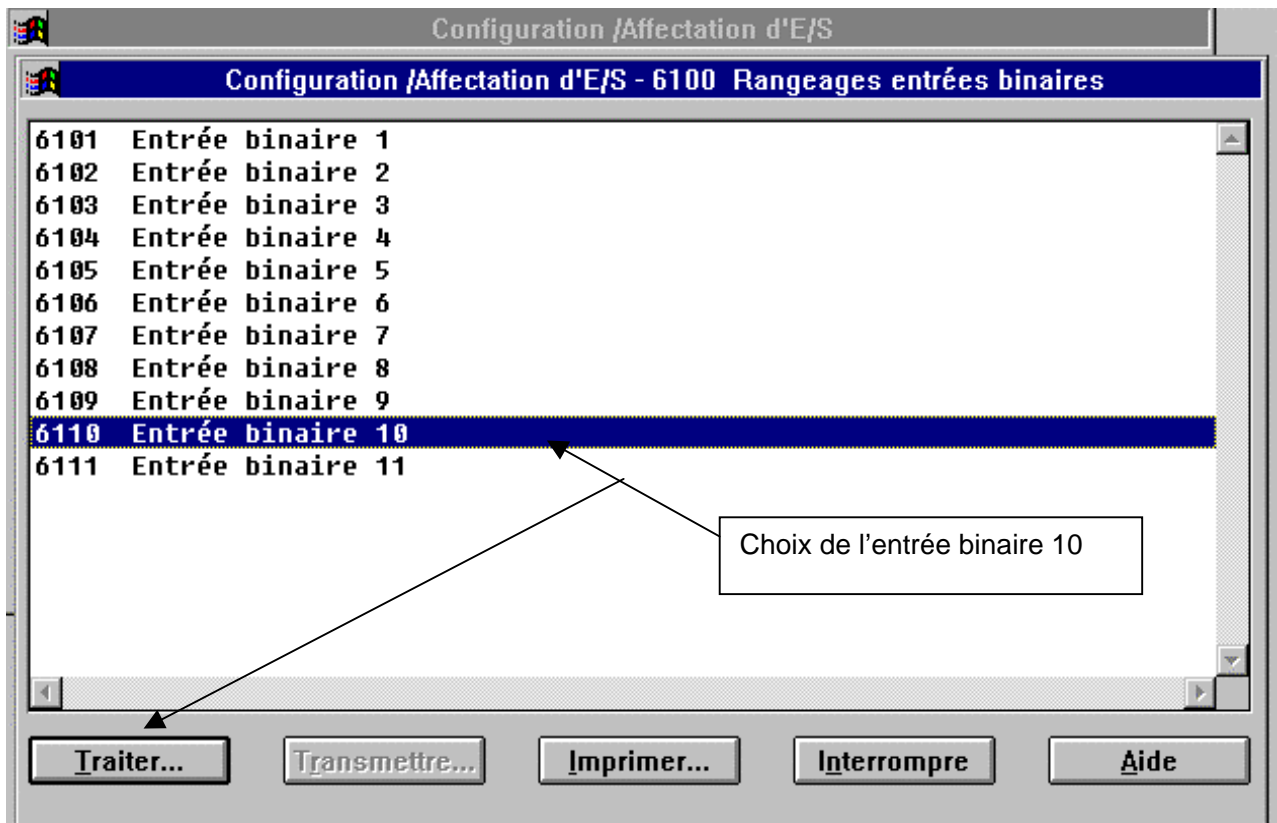 Configuration /Affectation d'E/S
Configuration /Affectation d'E/S - 6100 Rangeages entrées binaires
6101 Entrée binaire 1
6102 Entrée binaire 2
6103 Entrée binaire 3
6104 Entrée binaire 4
6105 Entrée binaire 5
6106 Entrée binaire 6
6107 Entrée binaire 7
6108 Entrée binaire 8
6109 Entrée binaire 9
6110 Entrée binaire 10
6111 Entrée binaire 11
Choix de l’entrée binaire 10
Traiter...
Transmettre...
Imprimer...
Interrompre
Aide